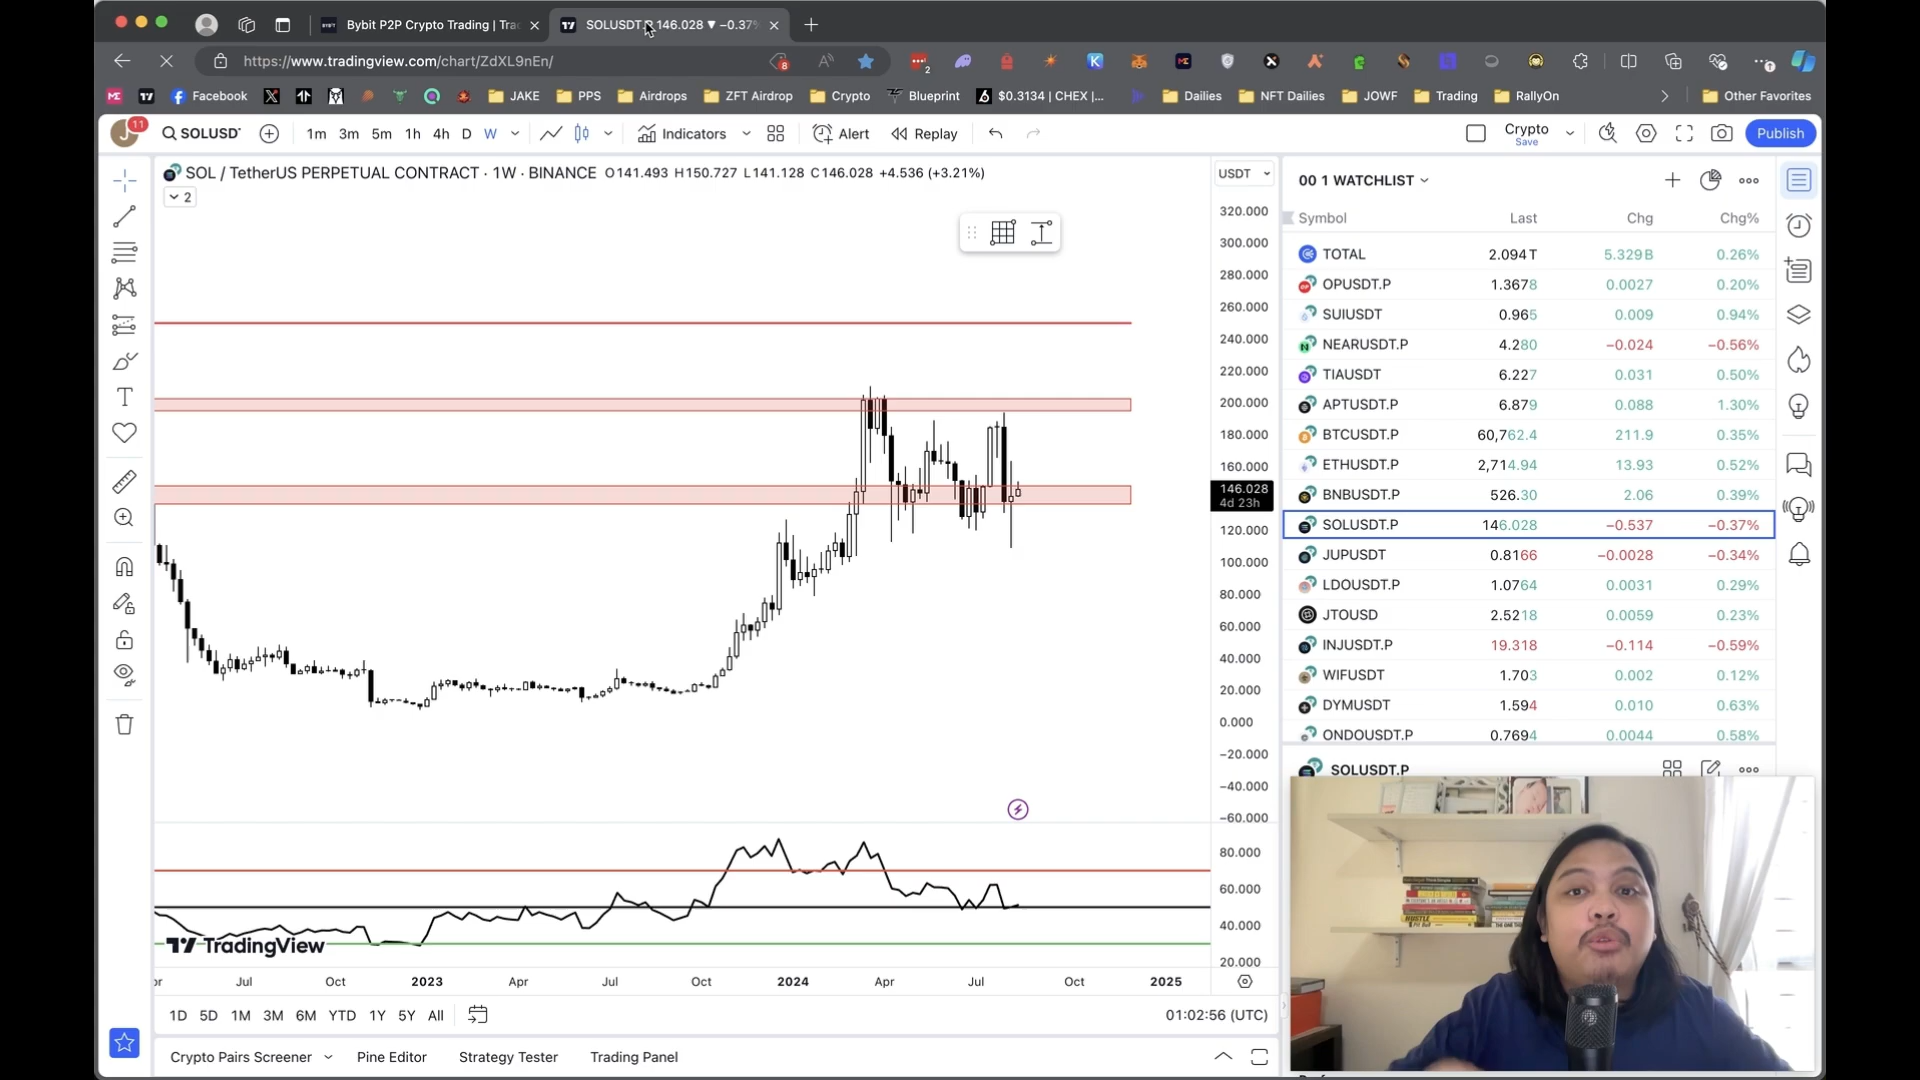 Bybit P2P Crypto Trading | Tra
SOLUSDT.P 146.028 ▼ −0.37%
https://www.tradingview.com/chart/ZdXL9nEn/
Facebook JAKE PPS Airdrops ZFT Airdrop Crypto Blueprint $0.3134 | CHEX |... Dailies NFT Dailies JOWF Trading RallyOn Other Favorites
J 11 SOLUSDT 1m 3m 5m 1h 4h D W Indicators Alert Replay Crypto Save Publish
SOL / TetherUS PERPETUAL CONTRACT · 1W · BINANCE O141.493 H150.727 L141.128 C146.028 +4.536 (+3.21%)
2
USDT
320.000
300.000
280.000
260.000
240.000
220.000
200.000
180.000
160.000
146.028
4d 23h
120.000
100.000
80.000
60.000
40.000
20.000
0.000
−20.000
−40.000
−60.000
80.000
60.000
40.000
20.000
TradingView
Jul Oct 2023 Apr Jul Oct 2024 Apr Jul Oct 2025
1D 5D 1M 3M 6M YTD 1Y 5Y All 01:02:56 (UTC)
Crypto Pairs Screener Pine Editor Strategy Tester Trading Panel
00 1 WATCHLIST
Symbol Last Chg Chg%
TOTAL 2.094T 5.329B 0.26%
OPUSDT.P 1.3678 0.0027 0.20%
SUIUSDT 0.965 0.009 0.94%
NEARUSDT.P 4.280 −0.024 −0.56%
TIAUSDT 6.227 0.031 0.50%
APTUSDT.P 6.879 0.088 1.30%
BTCUSDT.P 60,762.4 211.9 0.35%
ETHUSDT.P 2,714.94 13.93 0.52%
BNBUSDT.P 526.30 2.06 0.39%
SOLUSDT.P 146.028 −0.537 −0.37%
JUPUSDT 0.8166 −0.0028 −0.34%
LDOUSDT.P 1.0764 0.0031 0.29%
JTOUSD 2.5218 0.0059 0.23%
INJUSDT.P 19.318 −0.114 −0.59%
WIFUSDT 1.703 0.002 0.12%
DYMUSDT 1.594 0.010 0.63%
ONDOUSDT.P 0.7694 0.0044 0.58%
SOLUSDT.P
HUSTLE